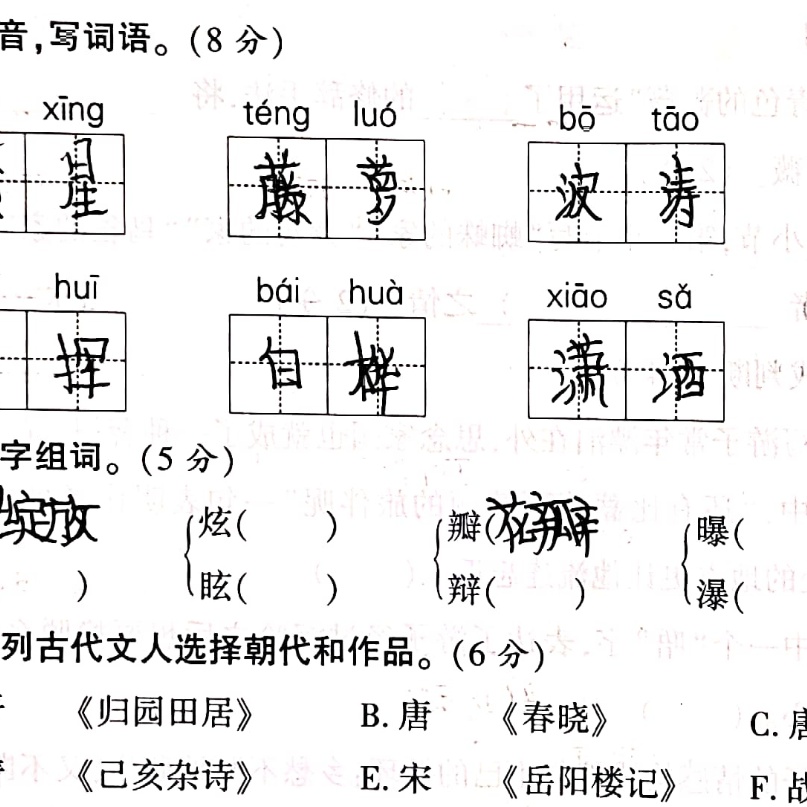 音,写词语。(8分)
xīng téng luó bō tāo
星 藤 萝 波 涛
huī bái huà xiāo sǎ
挥 白 桦 潇 洒
字组词。(5分)
绽放 炫( ) 瓣(花瓣 曝(
) 眩( ) 辩( ) 瀑(
列古代文人选择朝代和作品。(6分)
《归园田居》 B. 唐 《春晓》 C. 唐
《己亥杂诗》 E. 宋 《岳阳楼记》 F. 战